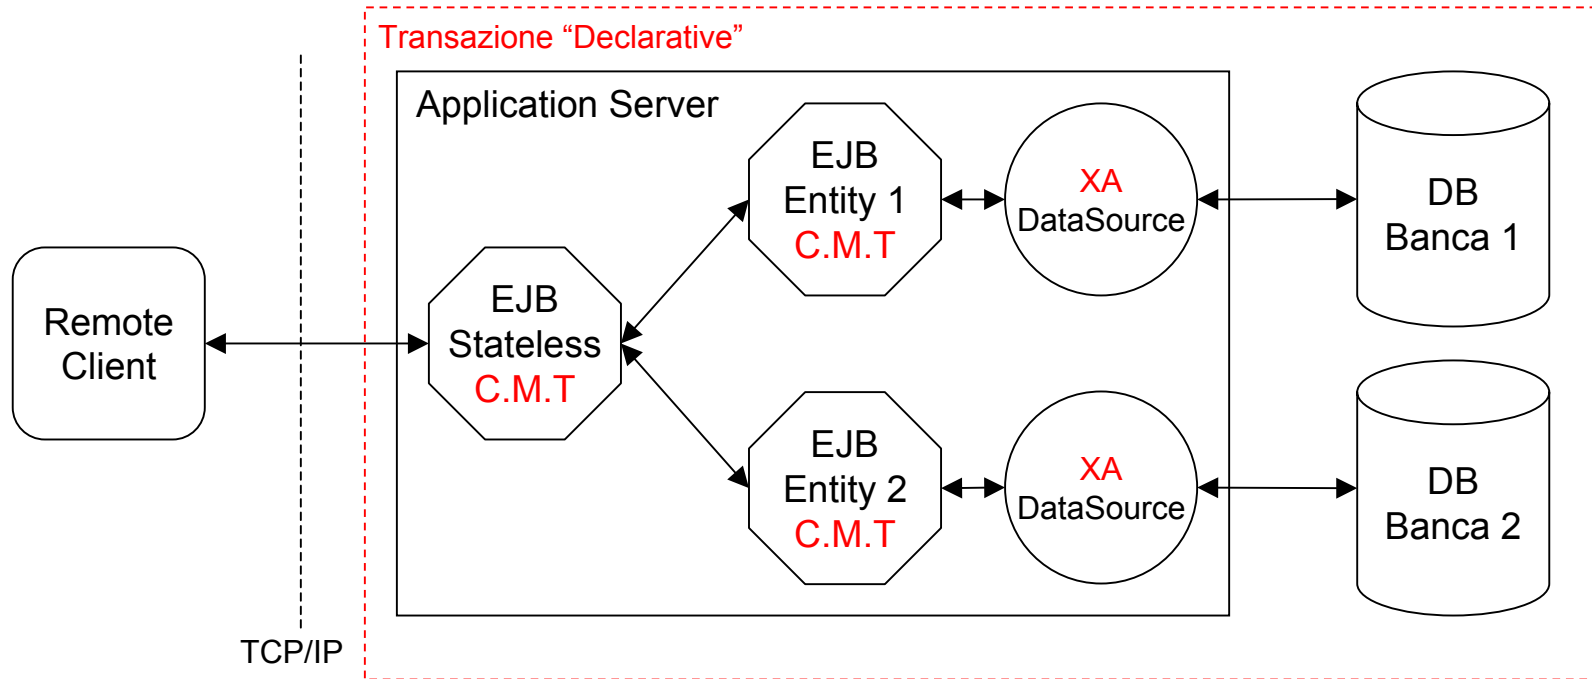 Transazione “Declarative”
Application Server
EJB
Entity 1
C.M.T
XA
DataSource
DB
Banca 1
Remote
Client
EJB
Stateless
C.M.T
EJB
Entity 2
C.M.T
XA
DataSource
DB
Banca 2
TCP/IP